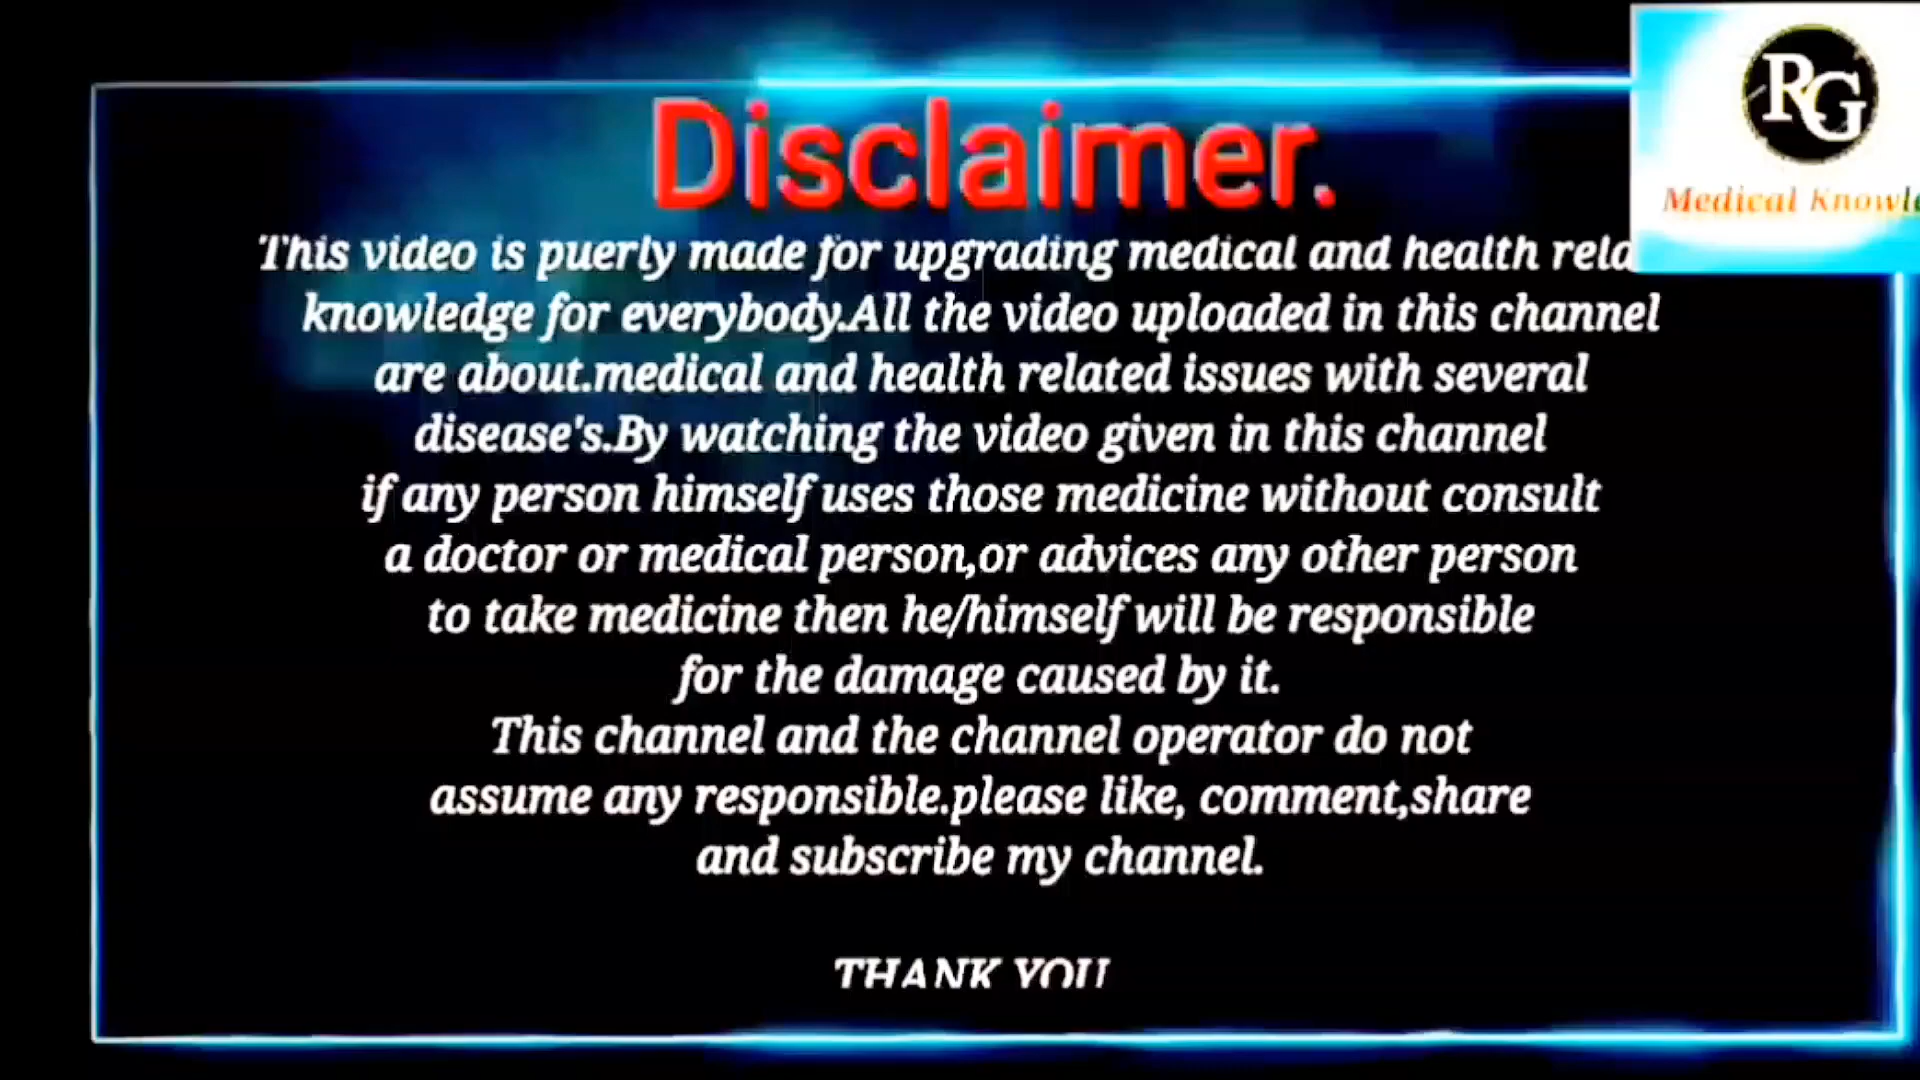 RG
Medical Knowle
Disclaimer.
This video is puerly made for upgrading medical and health rela
knowledge for everybody.All the video uploaded in this channel
are about.medical and health related issues with several
disease's.By watching the video given in this channel
if any person himself uses those medicine without consult
a doctor or medical person,or advices any other person
to take medicine then he/himself will be responsible
for the damage caused by it.
This channel and the channel operator do not
assume any responsible.please like, comment,share
and subscribe my channel.
THANK YOU